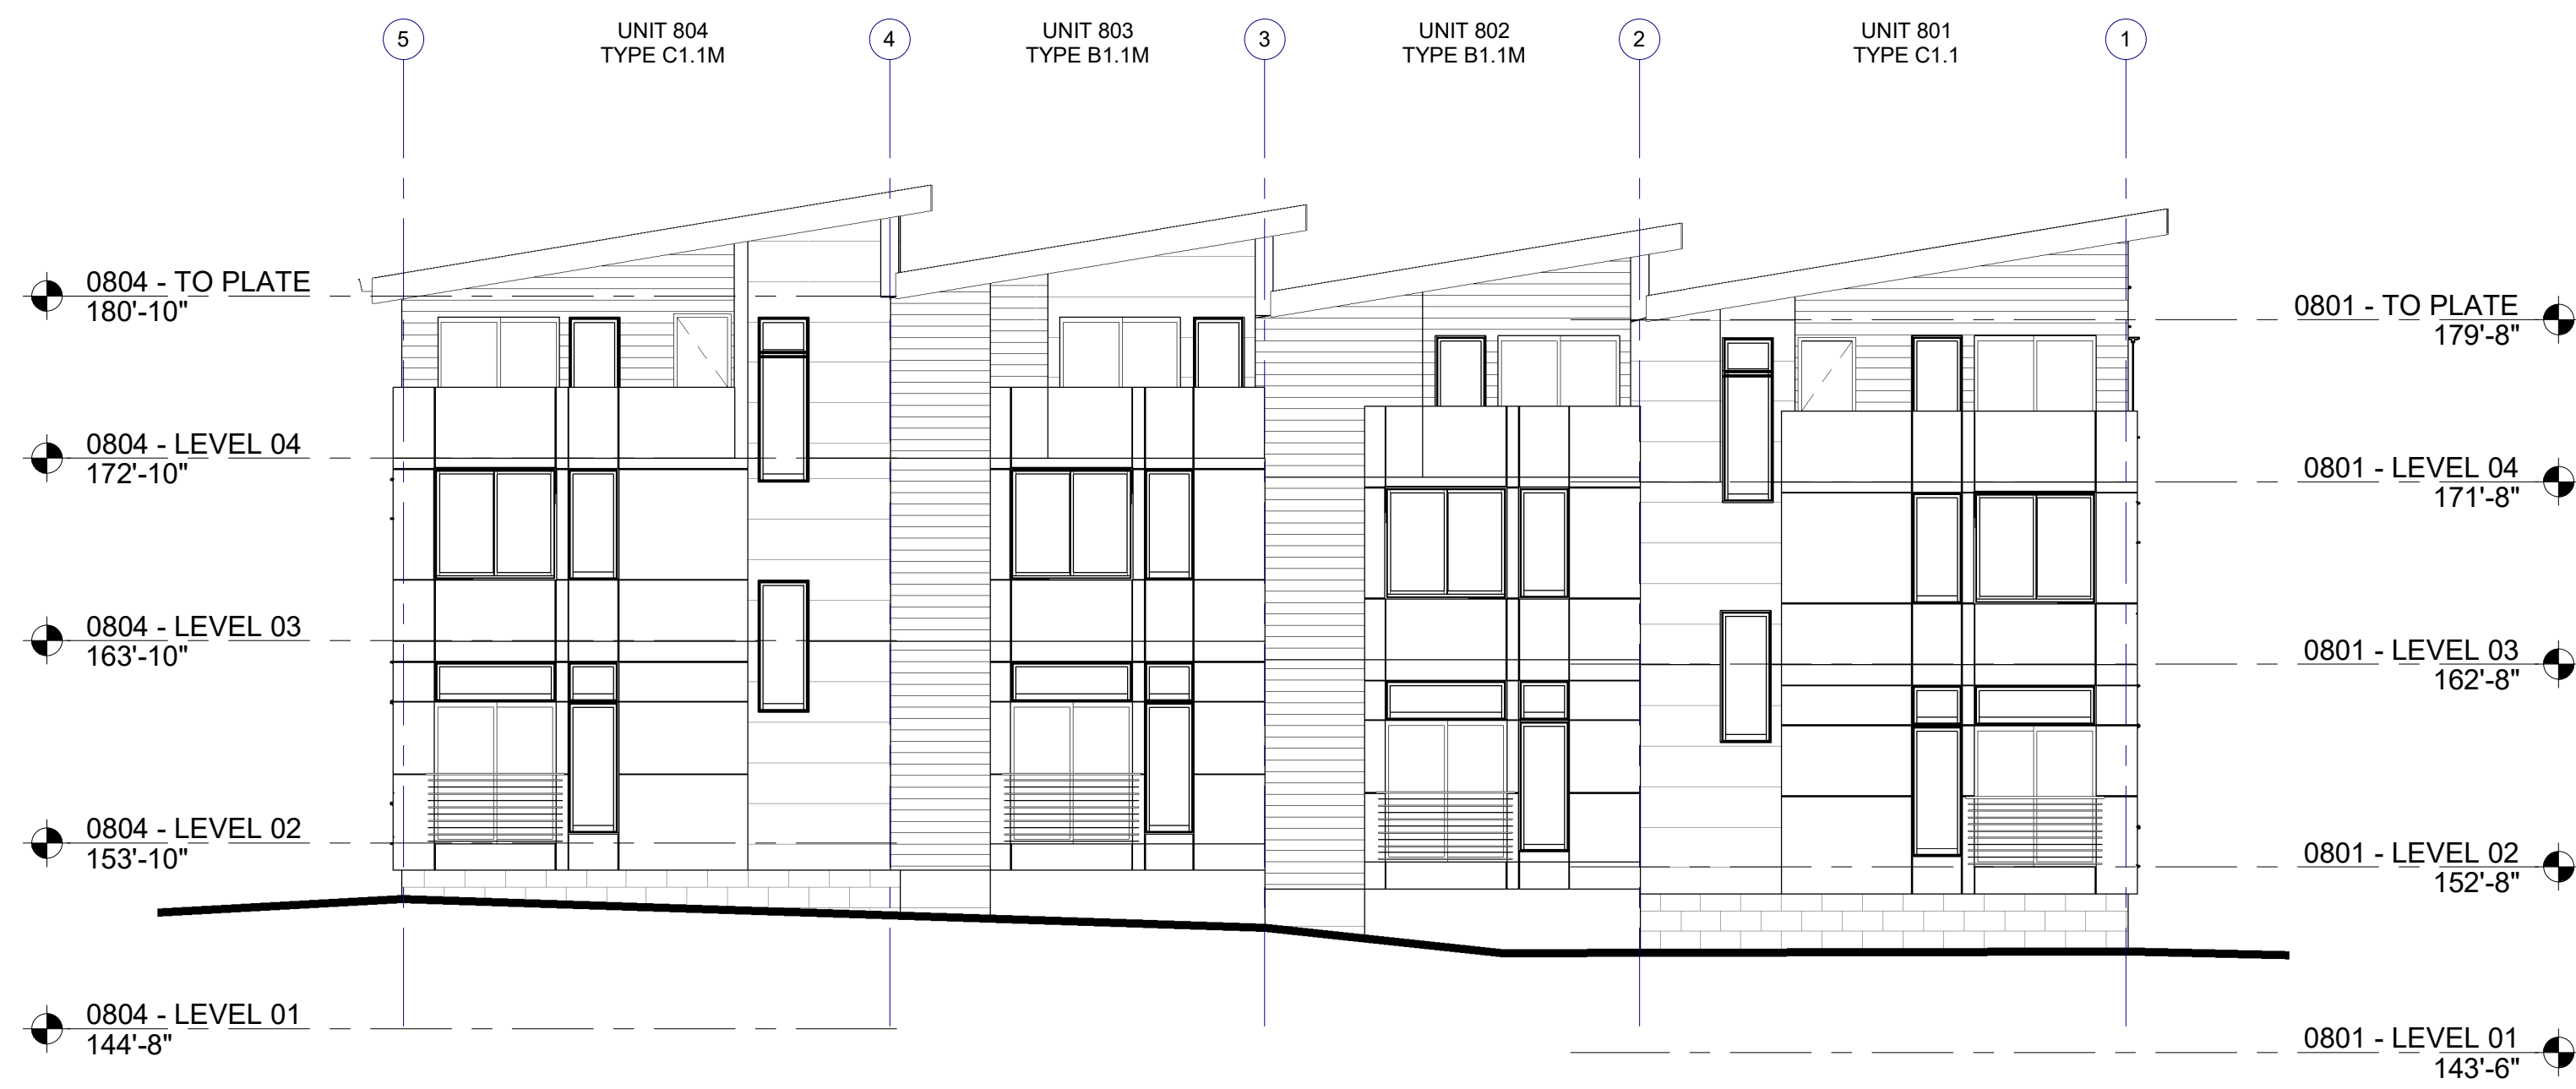 5
UNIT 804
TYPE C1.1M
4
UNIT 803
TYPE B1.1M
3
UNIT 802
TYPE B1.1M
2
UNIT 801
TYPE C1.1
1
0804 - TO PLATE
180'-10"
0801 - TO PLATE
179'-8"
0804 - LEVEL 04
172'-10"
0801 - LEVEL 04
171'-8"
0804 - LEVEL 03
163'-10"
0801 - LEVEL 03
162'-8"
0804 - LEVEL 02
153'-10"
0801 - LEVEL 02
152'-8"
0804 - LEVEL 01
144'-8"
0801 - LEVEL 01
143'-6"